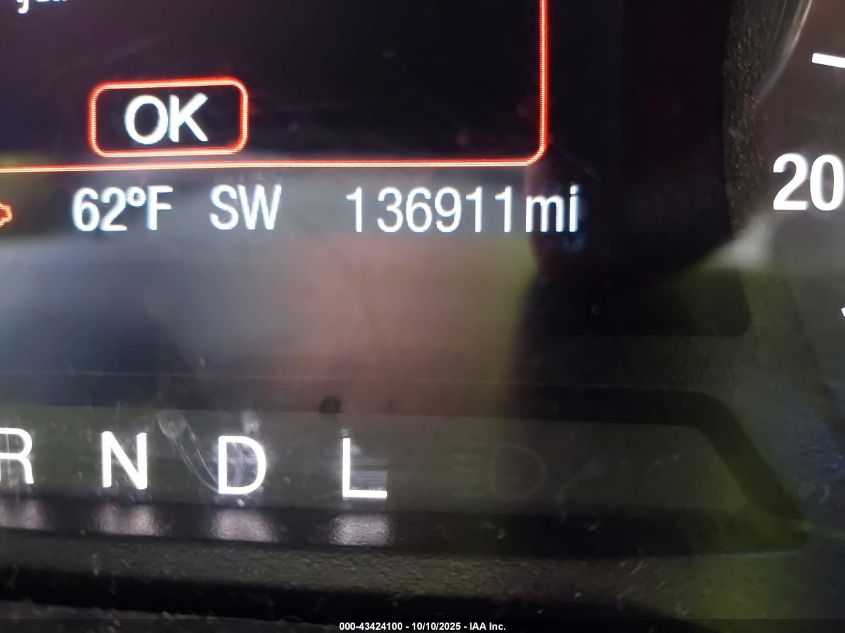 OK
62°F SW 136911mi
20
R N D L
000-43424100 - 10/10/2025 - IAA Inc.